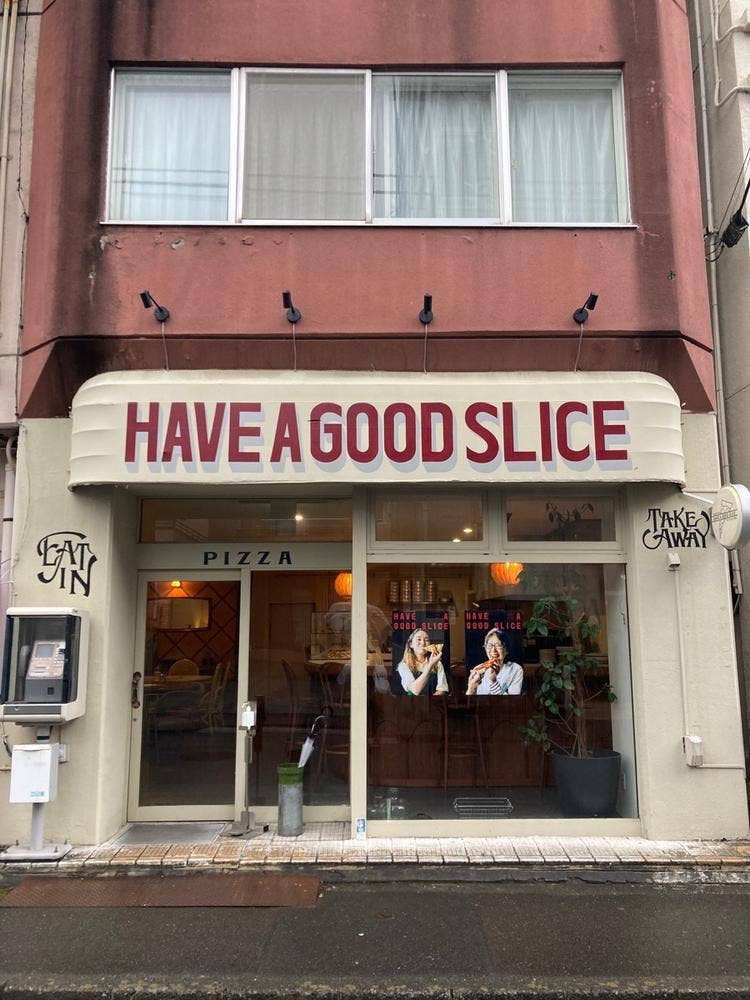 HAVE A GOOD SLICE
EAT
IN
TAKE
AWAY
PIZZA
HAVE A
GOOD SLICE
HAVE A
GOOD SLICE